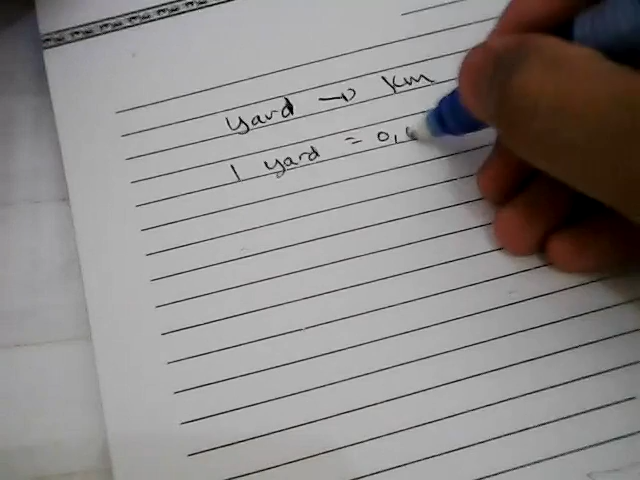 yard → km
1 yard = 0,